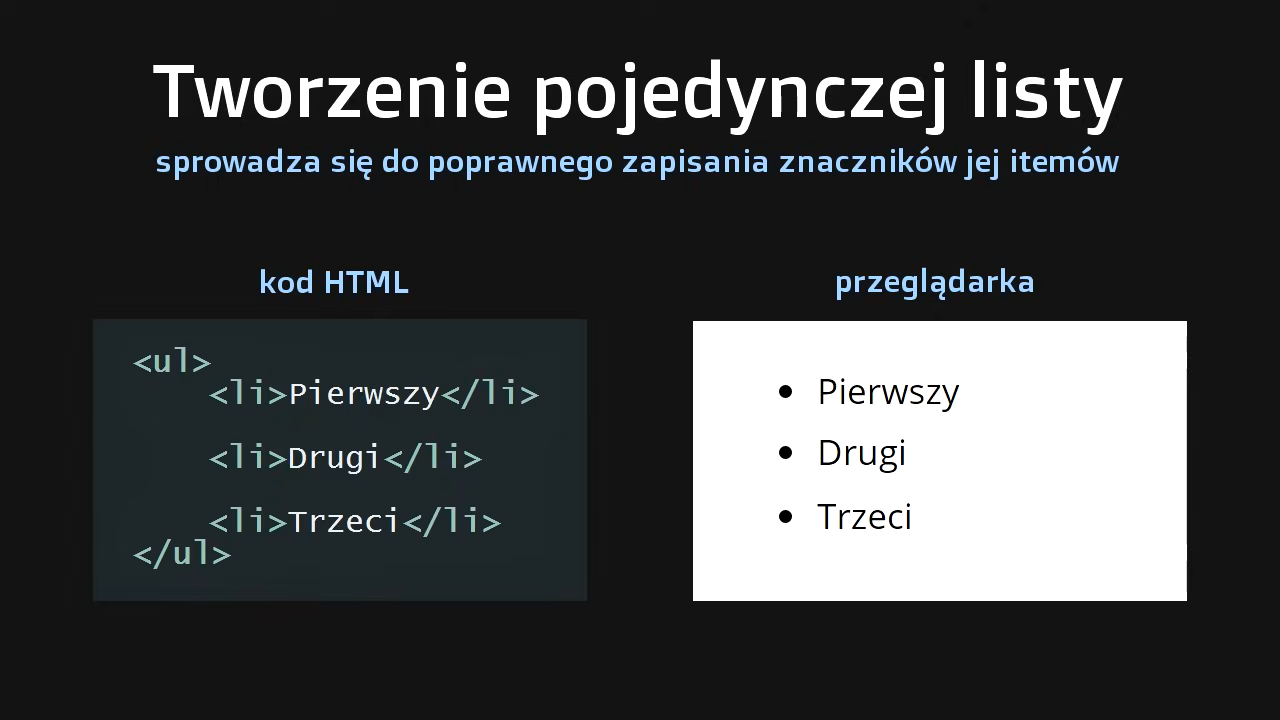 Tworzenie pojedynczej listy
sprowadza się do poprawnego zapisania znaczników jej itemów
kod HTML
<ul>
<li>Pierwszy</li>
<li>Drugi</li>
<li>Trzeci</li>
</ul>
przeglądarka
Pierwszy
Drugi
Trzeci